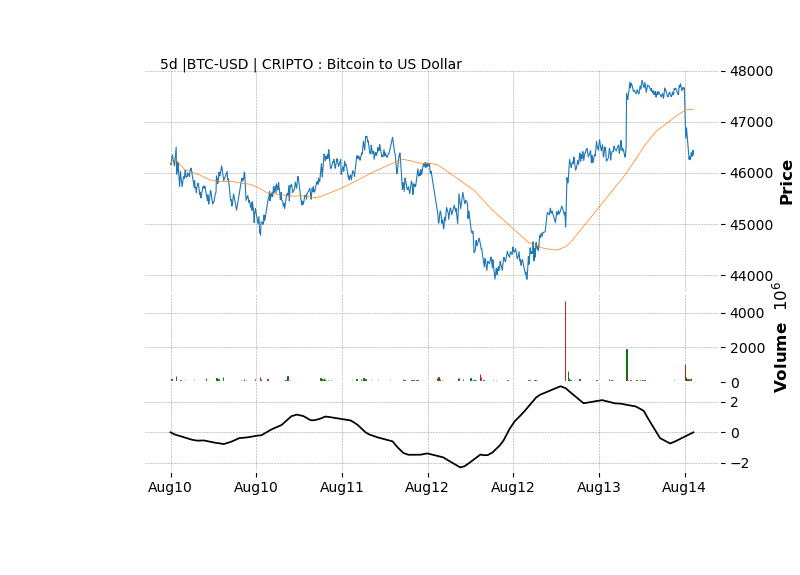 5d |BTC-USD | CRIPTO : Bitcoin to US Dollar
48000
47000
46000
45000
44000
Price
4000
2000
0
Volume 10^6
2
0
−2
Aug10 Aug10 Aug11 Aug12 Aug12 Aug13 Aug14